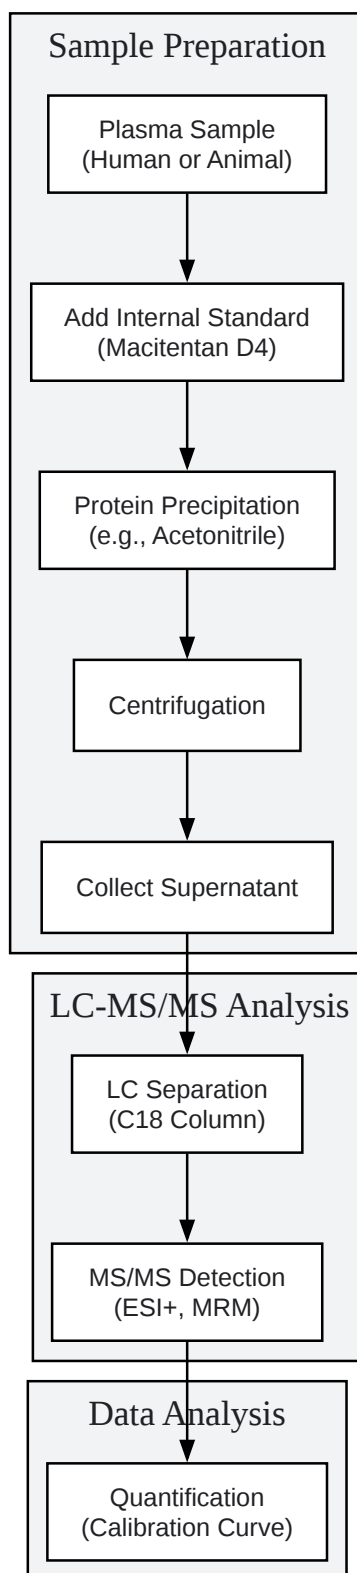 Sample Preparation
Plasma Sample
(Human or Animal)
Add Internal Standard
(Macitentan D4)
Protein Precipitation
(e.g., Acetonitrile)
Centrifugation
Collect Supernatant
LC-MS/MS Analysis
LC Separation
(C18 Column)
MS/MS Detection
(ESI+, MRM)
Data Analysis
Quantification
(Calibration Curve)